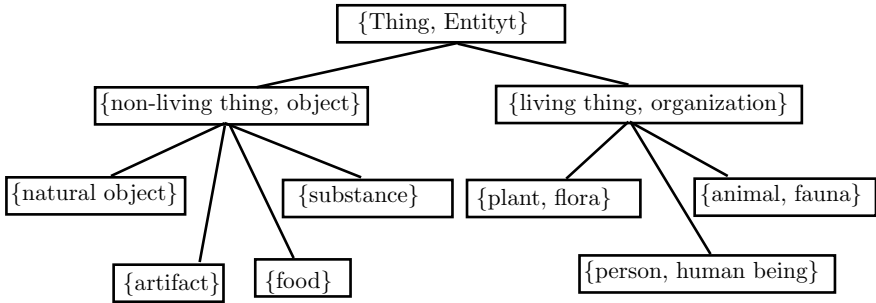 {Thing, Entityt}
{non-living thing, object}
{living thing, organization}
{natural object}
{substance}
{plant, flora}
{animal, fauna}
{artifact}
{food}
{person, human being}